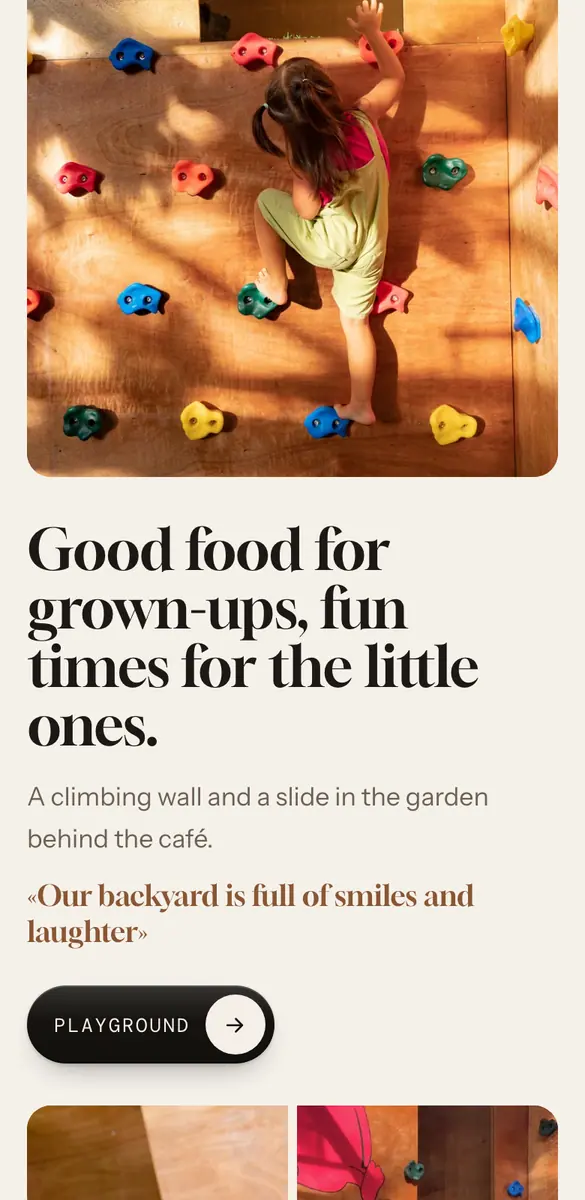 Good food for
grown-ups, fun
times for the little
ones.
A climbing wall and a slide in the garden
behind the café.
«Our backyard is full of smiles and
laughter»
PLAYGROUND